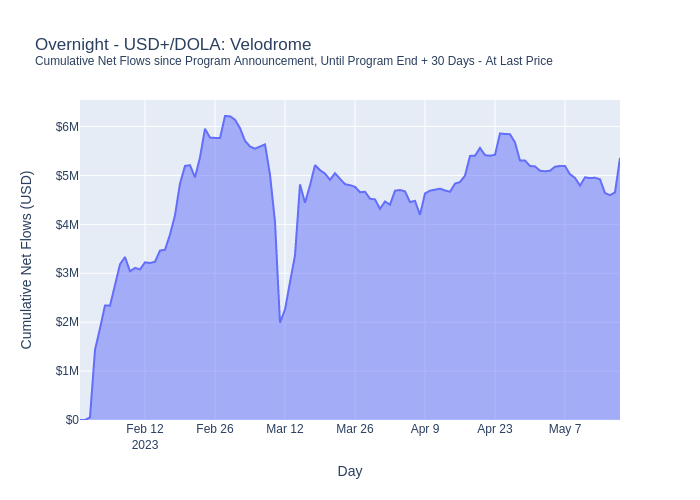 Overnight - USD+/DOLA: Velodrome
Cumulative Net Flows since Program Announcement, Until Program End + 30 Days - At Last Price
Cumulative Net Flows (USD)
$6M
$5M
$4M
$3M
$2M
$1M
$0
Feb 12 Feb 26 Mar 12 Mar 26 Apr 9 Apr 23 May 7
2023
Day